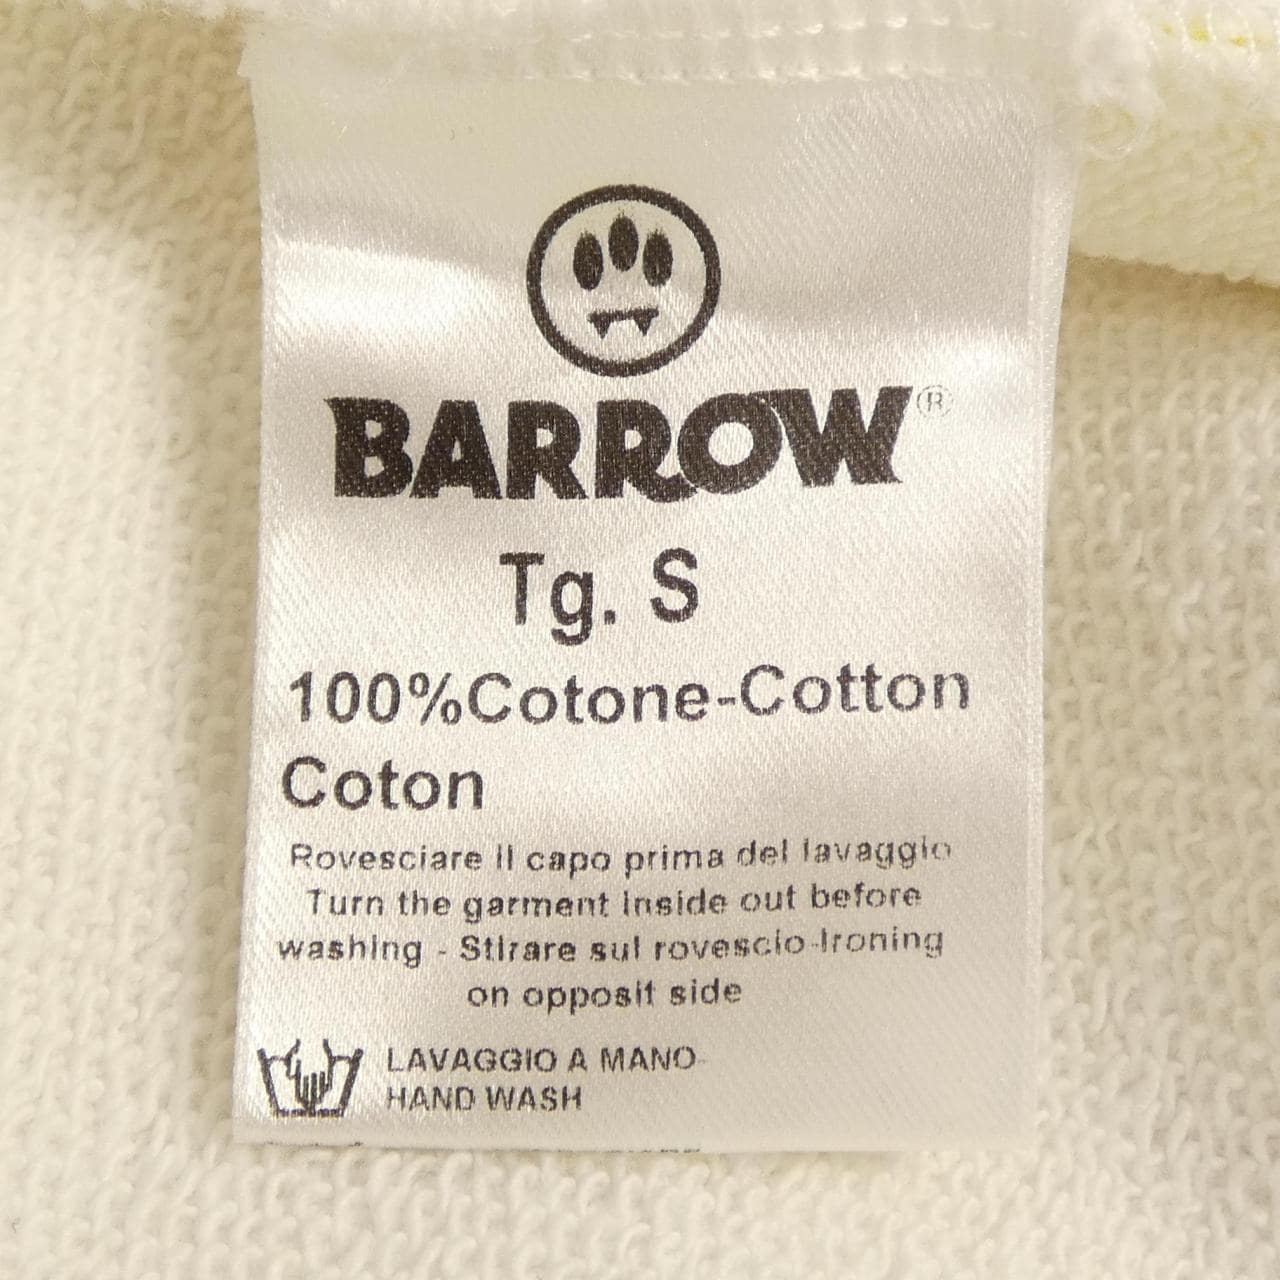 BARROW®
Tg. S
100%Cotone-Cotton
Coton
Rovesciare il capo prima del lavaggio
Turn the garment inside out before
washing - Stirare sul rovescio-Ironing
on opposit side
LAVAGGIO A MANO-
HAND WASH